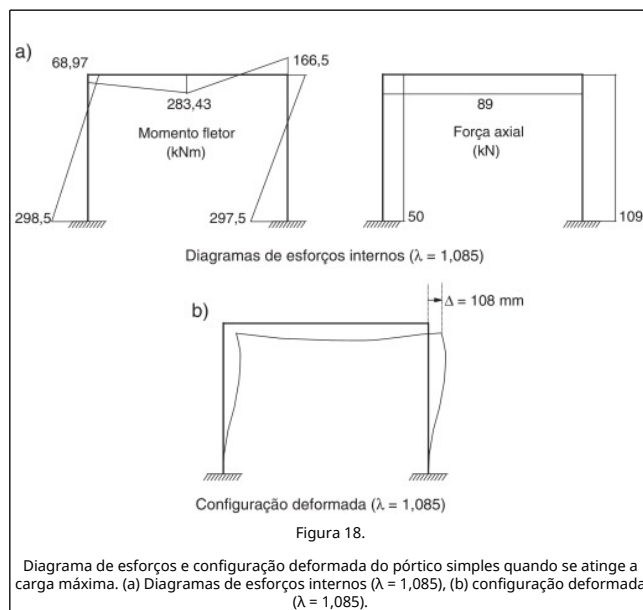 a)
68,97
166,5
283,43
Momento fletor
(kNm)
298,5
297,5
89
Força axial
(kN)
50
109
Diagramas de esforços internos (λ = 1,085)
b)
Δ = 108 mm
Configuração deformada (λ = 1,085)
Figura 18.
Diagrama de esforços e configuração deformada do pórtico simples quando se atinge a
carga máxima. (a) Diagramas de esforços internos (λ = 1,085), (b) configuração deformada
(λ = 1,085).